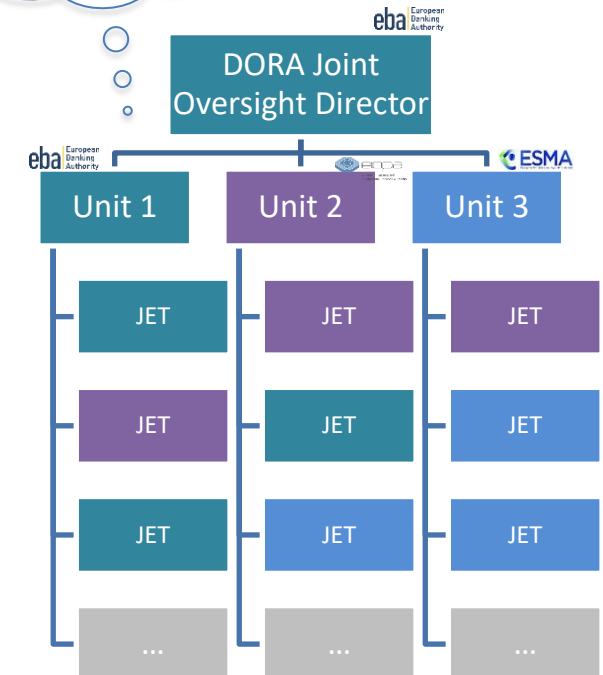 eba European
Banking
Authority
DORA Joint
Oversight Director
eba European
Banking
Authority
eiopa
ESMA
Unit 1
Unit 2
Unit 3
JET
JET
JET
JET
JET
JET
JET
JET
JET
...
...
...